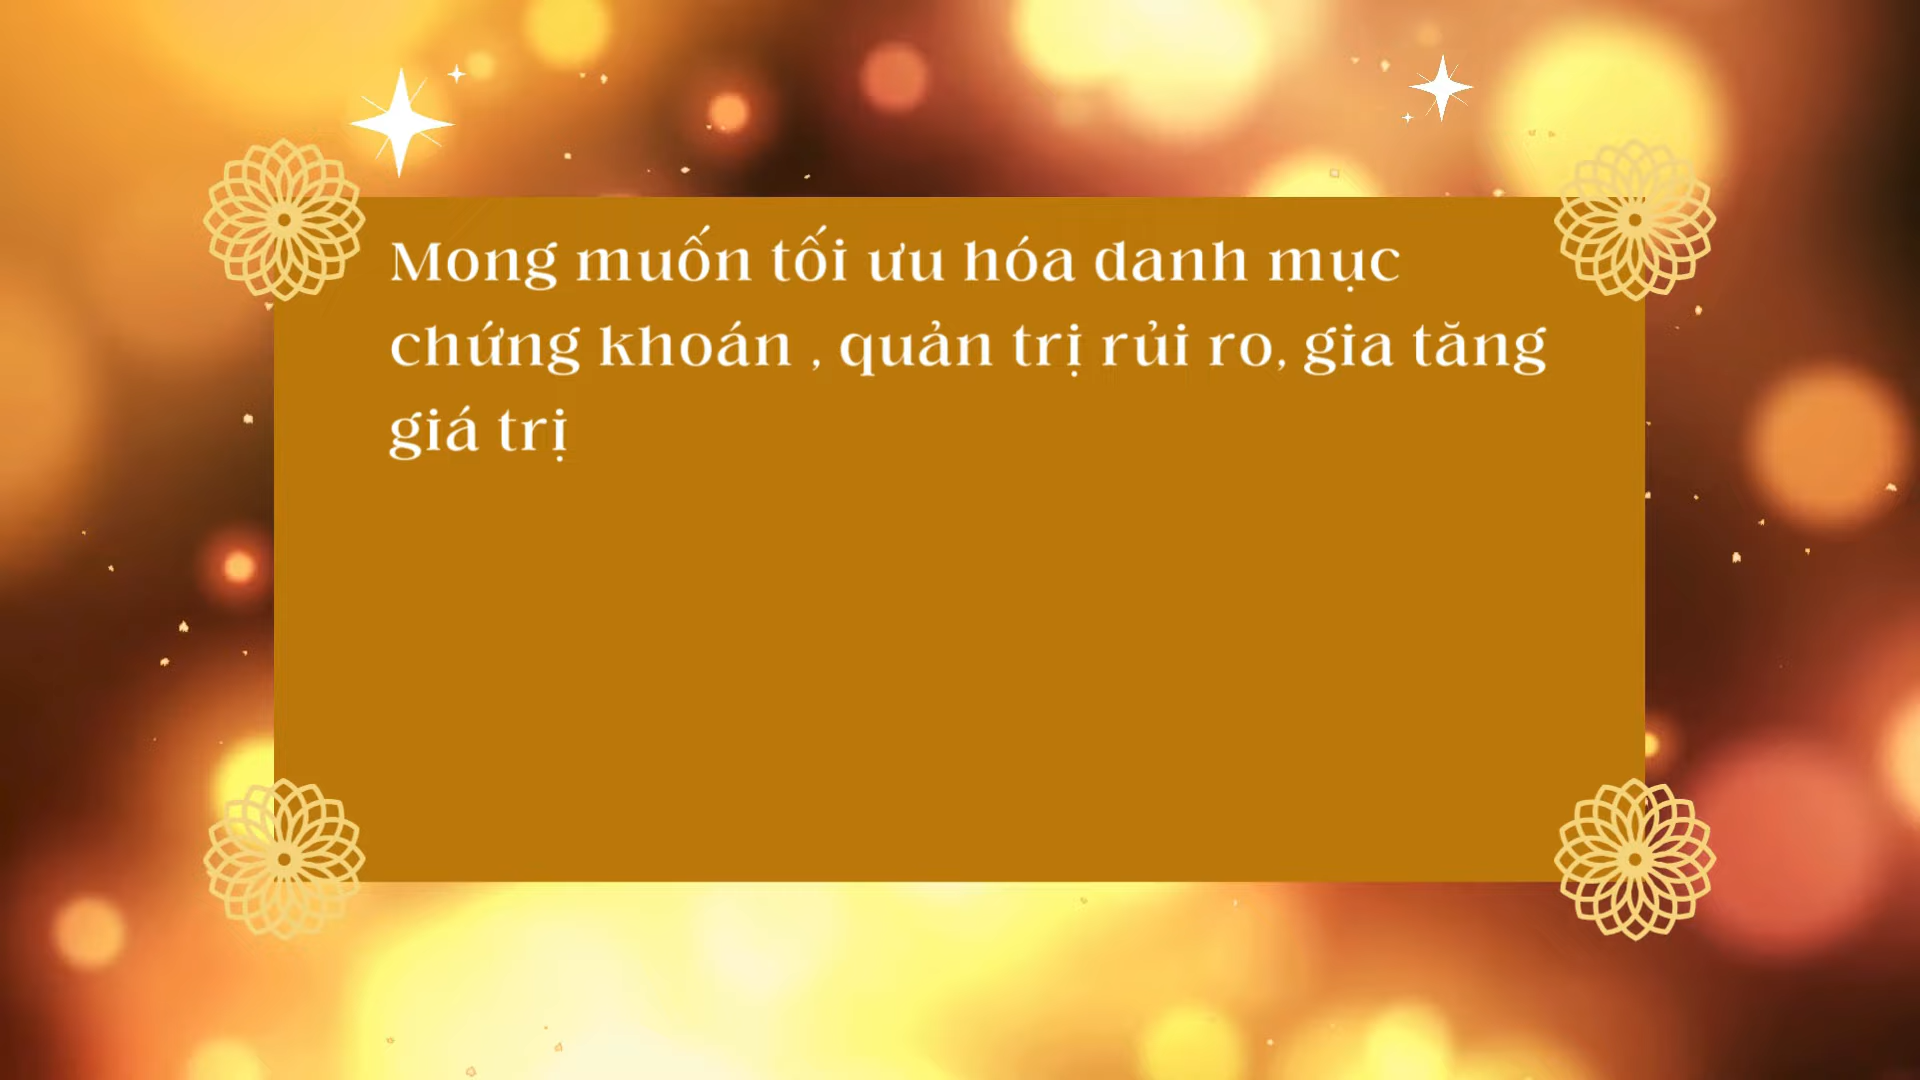 Mong muốn tối ưu hóa danh mục
chứng khoán , quản trị rủi ro, gia tăng
giá trị